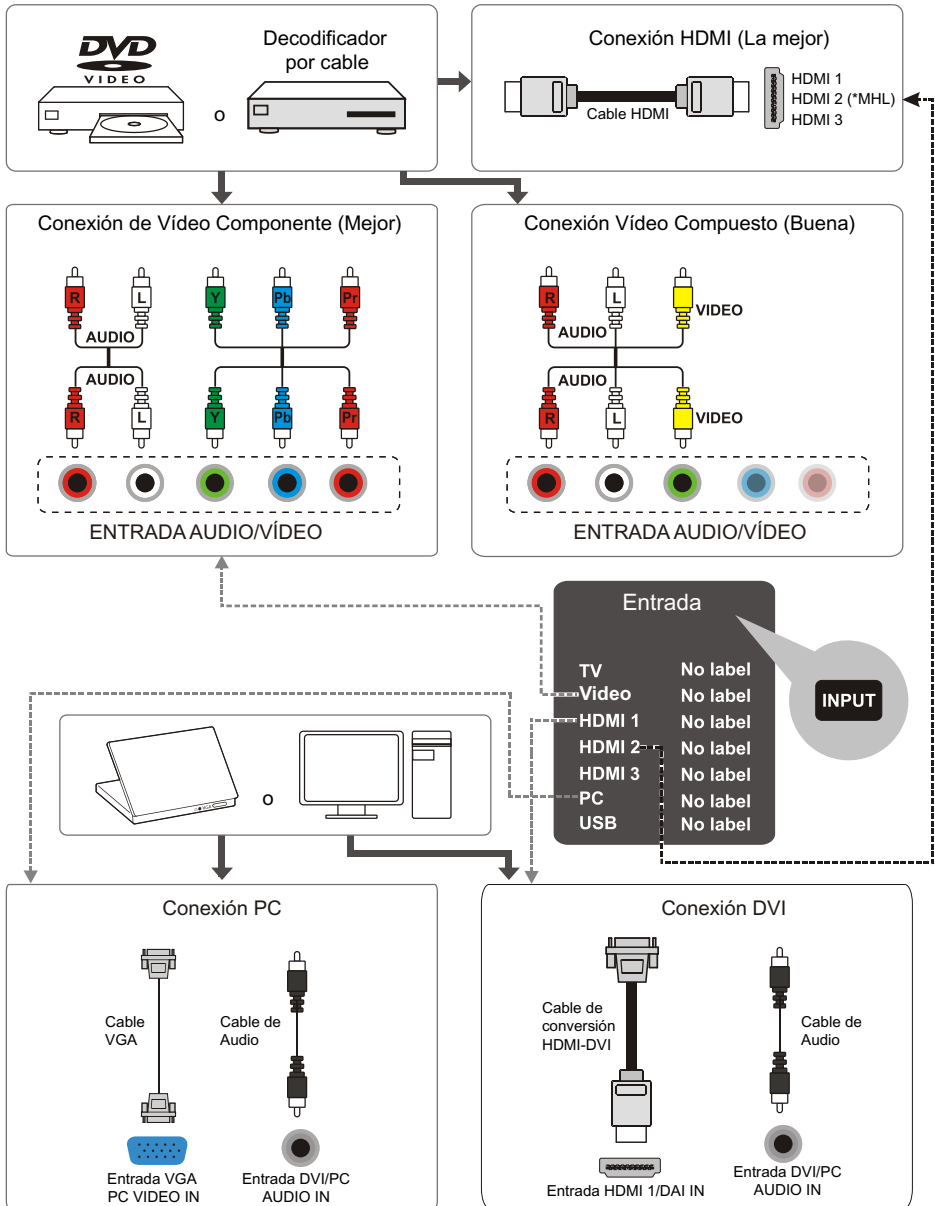 DVD
VIDEO
o
Decodificador
por cable
Conexión HDMI (La mejor)
Cable HDMI
HDMI 1
HDMI 2 (*MHL)
HDMI 3
Conexión de Vídeo Componente (Mejor)
R L Y Pb Pr
AUDIO
AUDIO
R L Y Pb Pr
ENTRADA AUDIO/VÍDEO
Conexión Vídeo Compuesto (Buena)
R L
VIDEO
AUDIO
AUDIO
R L
VIDEO
ENTRADA AUDIO/VÍDEO
Entrada
TV No label
Video No label
HDMI 1 No label
HDMI 2 No label
HDMI 3 No label
PC No label
USB No label
INPUT
VGA
o
Conexión PC
Cable
VGA
Cable de
Audio
Entrada VGA
PC VIDEO IN
Entrada DVI/PC
AUDIO IN
Conexión DVI
Cable de
conversión
HDMI-DVI
Cable de
Audio
Entrada HDMI 1/DAI IN
Entrada DVI/PC
AUDIO IN